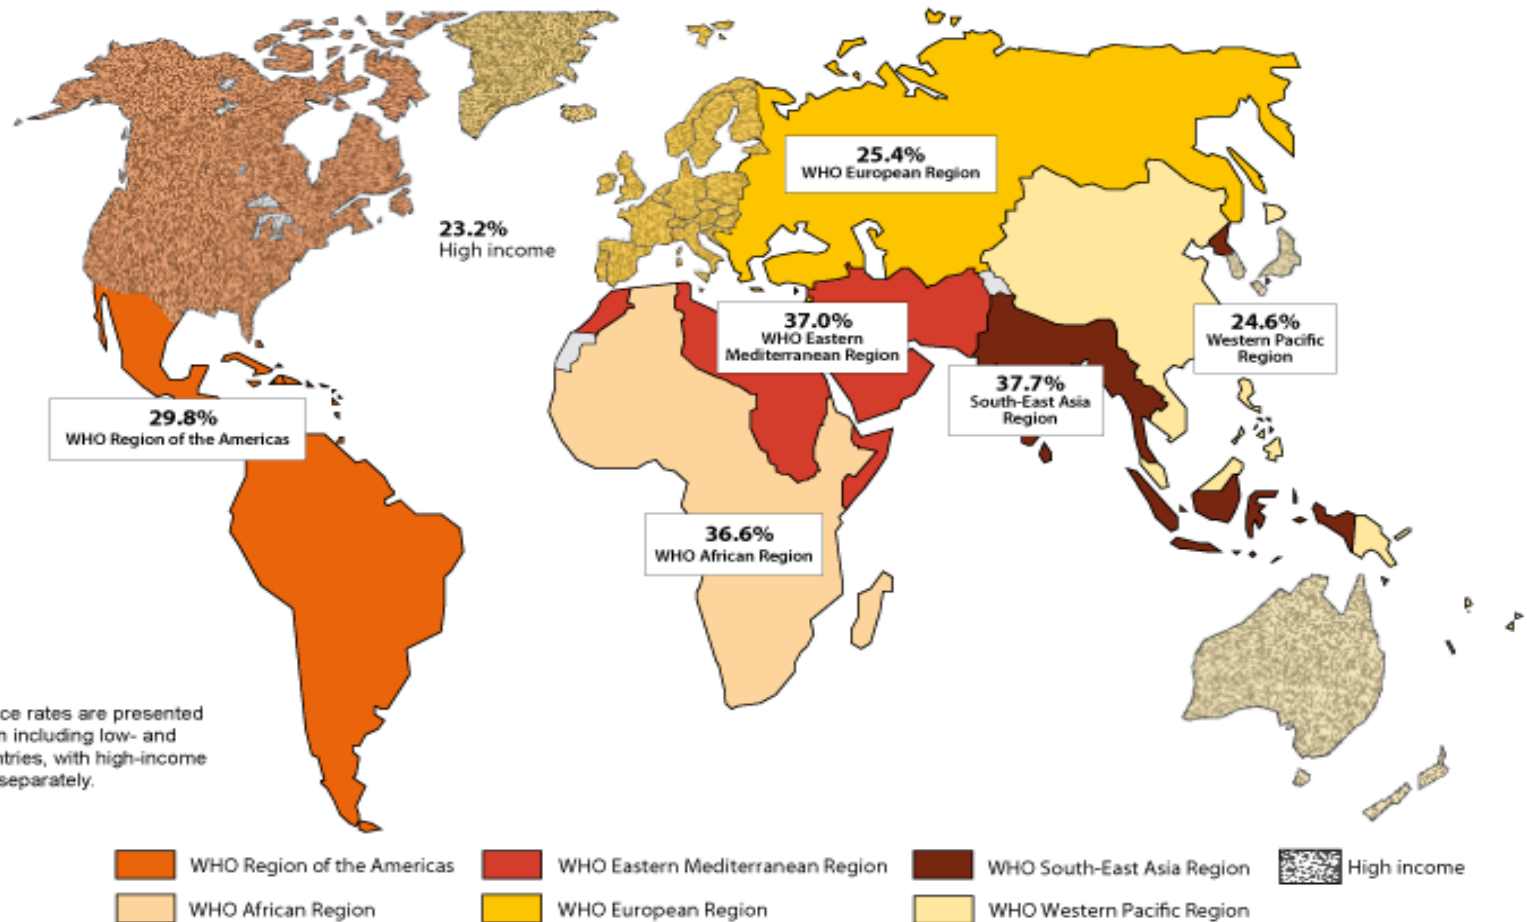 25.4%
WHO European Region
23.2%
High income
37.0%
WHO Eastern
Mediterranean Region
24.6%
Western Pacific
Region
37.7%
South-East Asia
Region
29.8%
WHO Region of the Americas
36.6%
WHO African Region
ce rates are presented
including low- and
ntries, with high-income
separately.
WHO Region of the Americas
WHO Eastern Mediterranean Region
WHO South-East Asia Region
High income
WHO African Region
WHO European Region
WHO Western Pacific Region